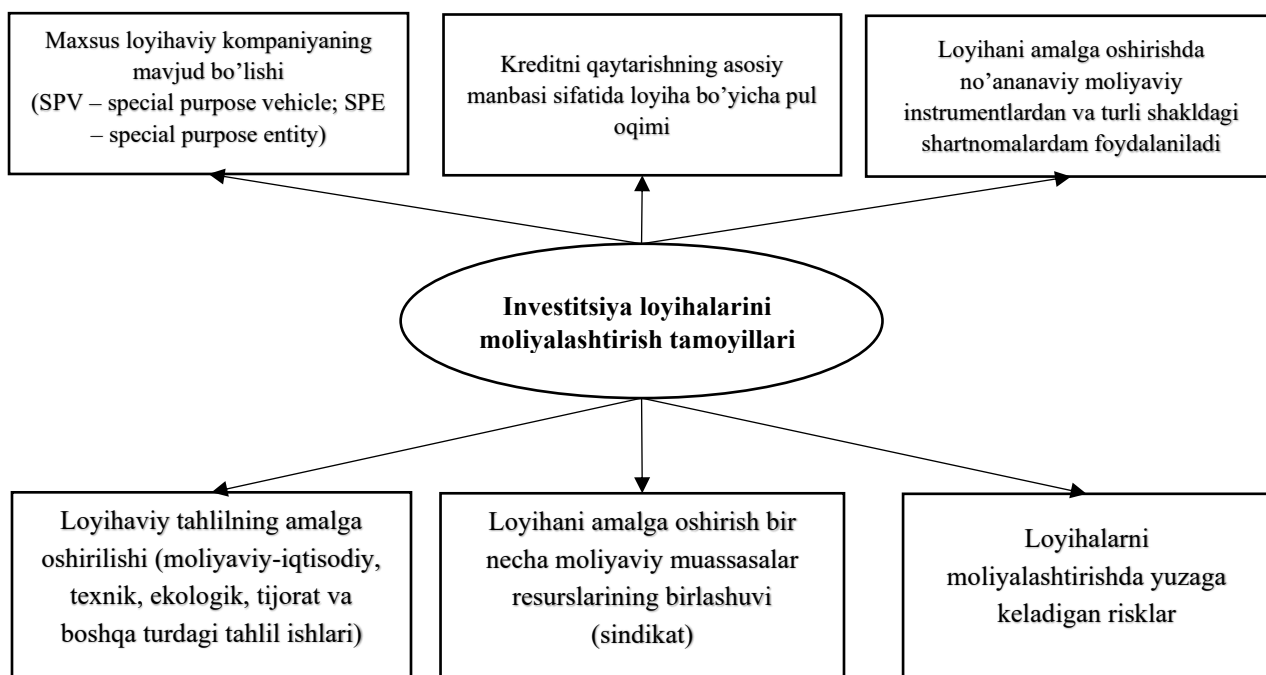 Maxsus loyihaviy kompaniyaning
mavjud bo’lishi
(SPV – special purpose vehicle; SPE
– special purpose entity)
Kreditni qaytarishning asosiy
manbasi sifatida loyiha bo’yicha pul
oqimi
Loyihani amalga oshirishda
no’ananaviy moliyaviy
instrumentlardan va turli shakldagi
shartnomalardam foydalaniladi
Investitsiya loyihalarini
moliyalashtirish tamoyillari
Loyihaviy tahlilning amalga
oshirilishi (moliyaviy-iqtisodiy,
texnik, ekologik, tijorat va
boshqa turdagi tahlil ishlari)
Loyihani amalga oshirish bir
necha moliyaviy muassasalar
resurslarining birlashuvi
(sindikat)
Loyihalarni
moliyalashtirishda yuzaga
keladigan risklar